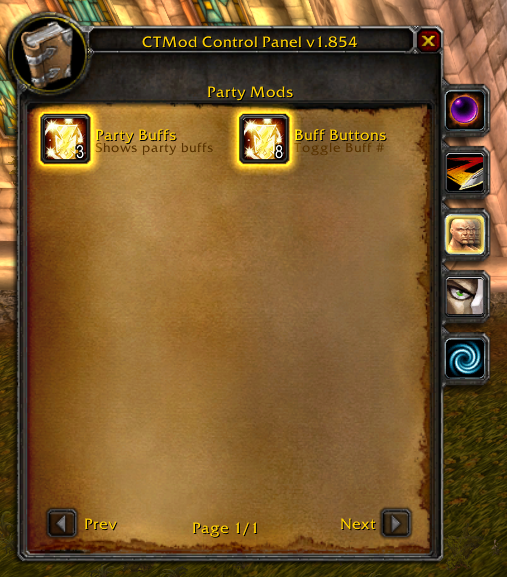 CTMod Control Panel v1.854
Party Mods
3
Party Buffs
Shows party buffs
8
Buff Buttons
Toggle Buff #
Prev
Page 1/1
Next